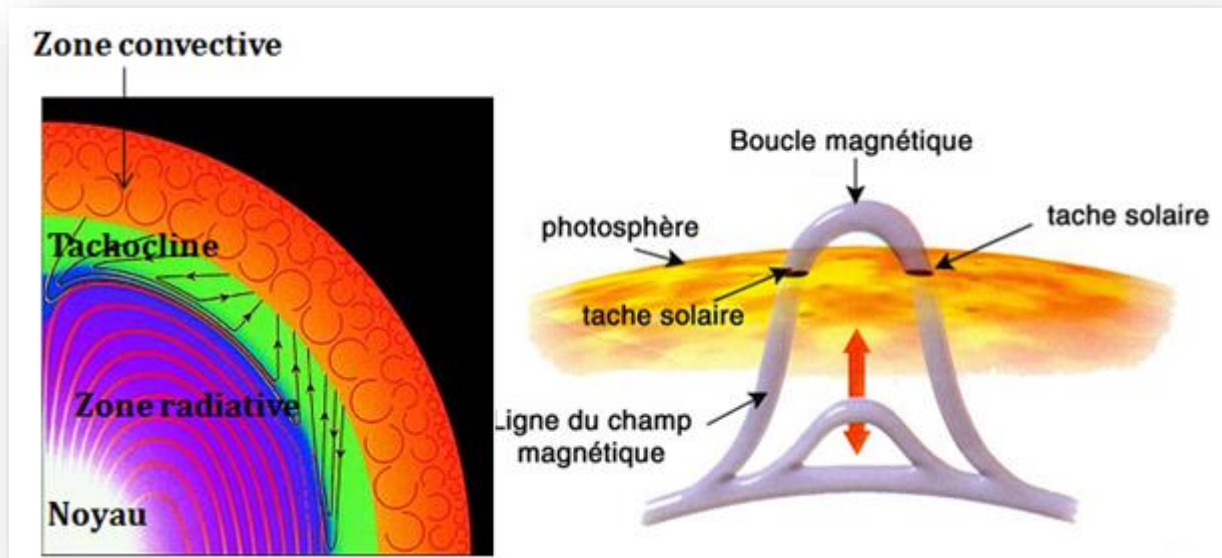 Zone convective
Tachocline
Zone radiative
Noyau
Boucle magnétique
photosphère
tache solaire
tache solaire
Ligne du champ
magnétique